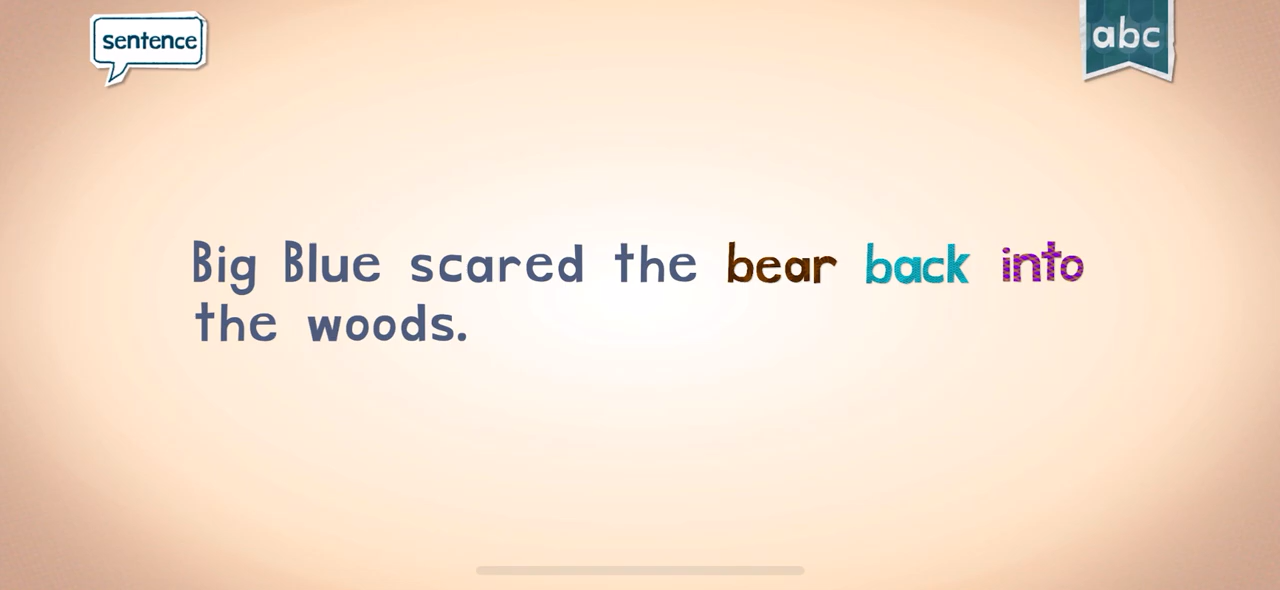 sentence
abc
Big Blue scared the bear back into
the woods.